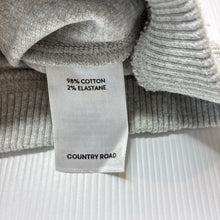 98% COTTON
2% ELASTANE
COUNTRY ROAD